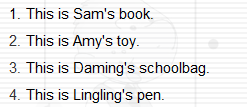 1. This is Sam's book.
2. This is Amy's toy.
3. This is Daming's schoolbag.
4. This is Lingling's pen.